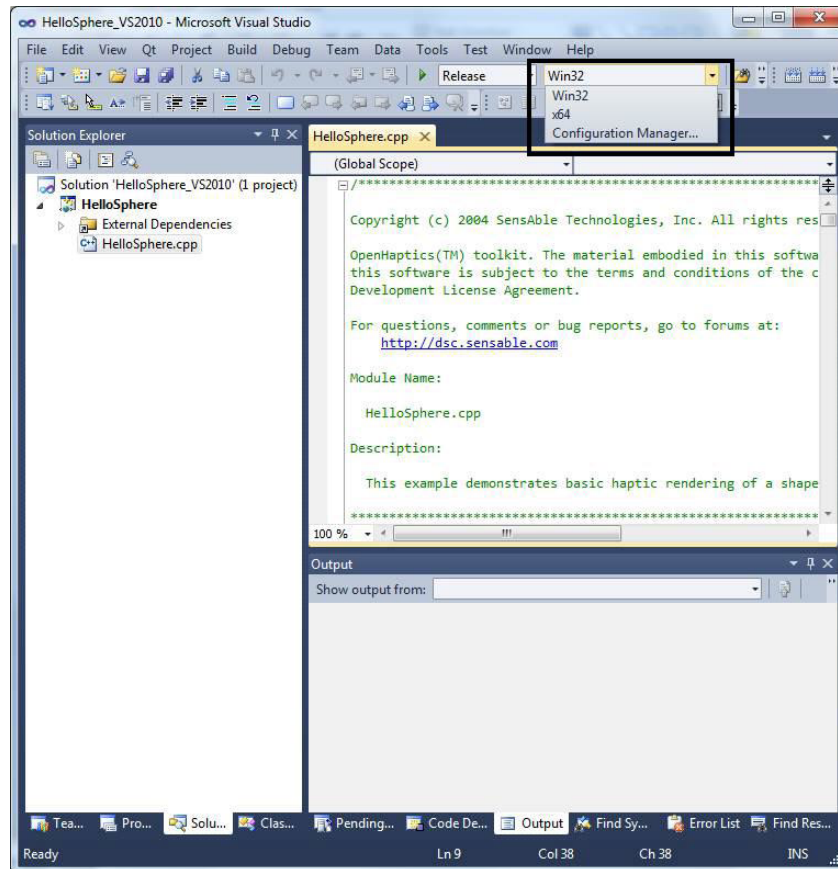 HelloSphere_VS2010 - Microsoft Visual Studio
File Edit View Qt Project Build Debug Team Data Tools Test Window Help
Release Win32
Win32
x64
Configuration Manager...
Solution Explorer
HelloSphere.cpp
(Global Scope)
Solution 'HelloSphere_VS2010' (1 project)
HelloSphere
External Dependencies
HelloSphere.cpp
/*****************************************************************
Copyright (c) 2004 SensAble Technologies, Inc. All rights res
OpenHaptics(TM) toolkit. The material embodied in this softwa
this software is subject to the terms and conditions of the c
Development License Agreement.
For questions, comments or bug reports, go to forums at:
http://dsc.sensable.com
Module Name:
HelloSphere.cpp
Description:
This example demonstrates basic haptic rendering of a shape
*****************************************************************
100 %
Output
Show output from:
Tea... Pro... Solu... Clas... Pending... Code De... Output Find Sy... Error List Find Res...
Ready Ln 9 Col 38 Ch 38 INS